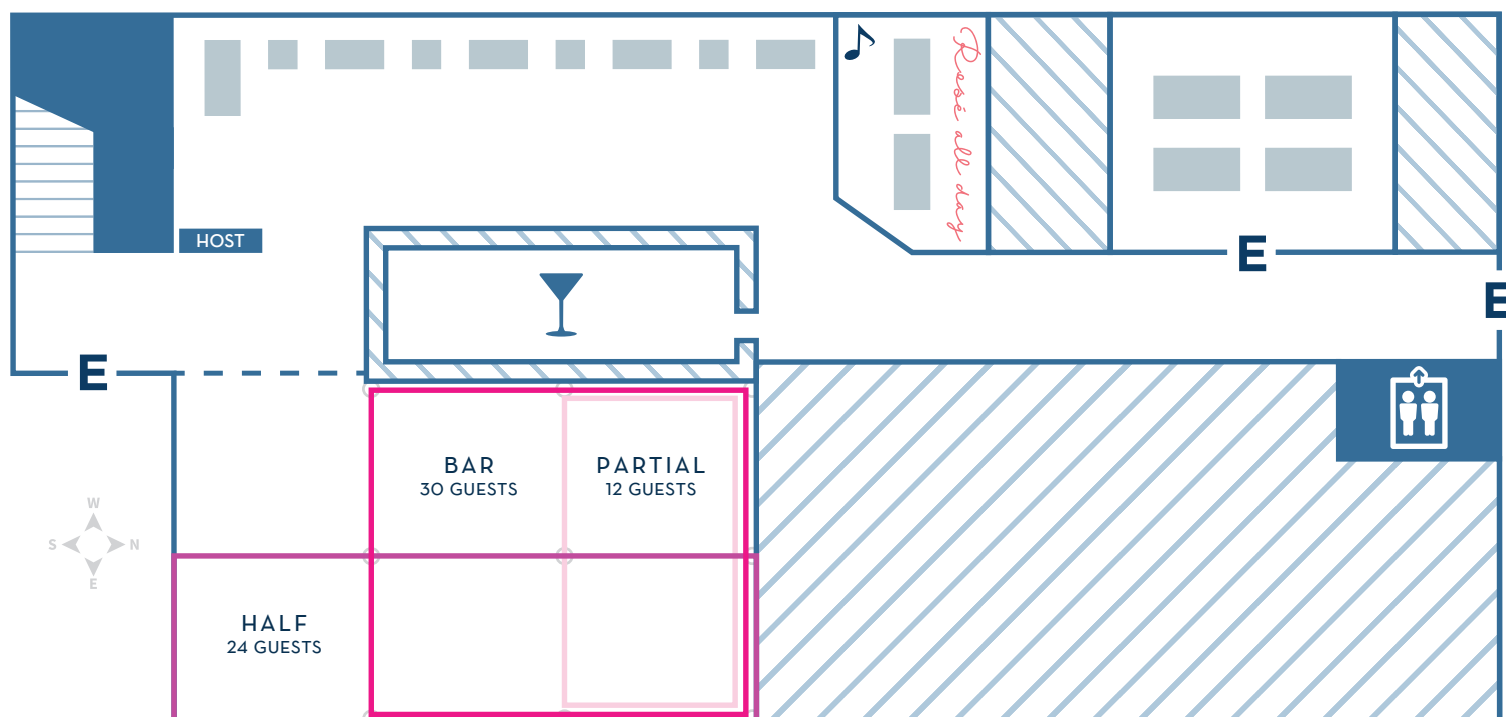 Rosé all day
HOST
E
E
E
BAR
30 GUESTS
PARTIAL
12 GUESTS
W
S
N
E
HALF
24 GUESTS